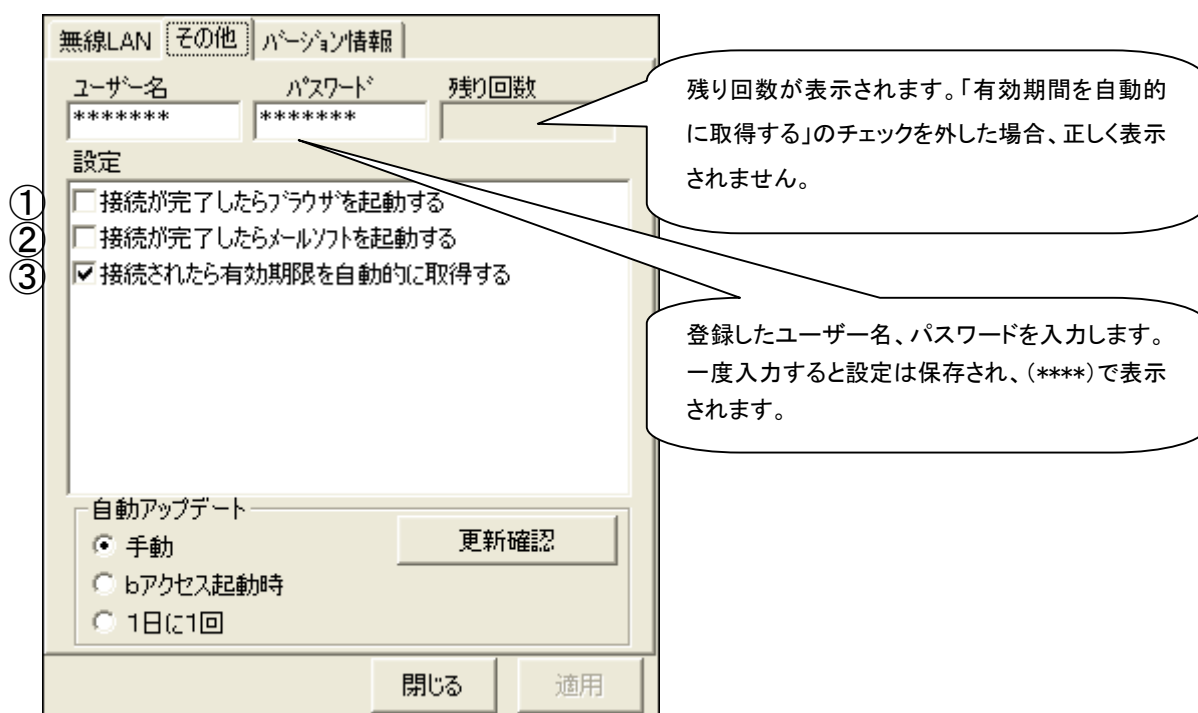 無線LAN その他 バージョン情報
ユーザー名 パスワード 残り回数
******* *******
設定
① 接続が完了したらブラウザを起動する
② 接続が完了したらメールソフトを起動する
③ 接続されたら有効期限を自動的に取得する
自動アップデート
手動 更新確認
bアクセス起動時
1日に1回
閉じる 適用
残り回数が表示されます。「有効期間を自動的
に取得する」のチェックを外した場合、正しく表示
されません。
登録したユーザー名、パスワードを入力します。
一度入力すると設定は保存され、(****)で表示
されます。